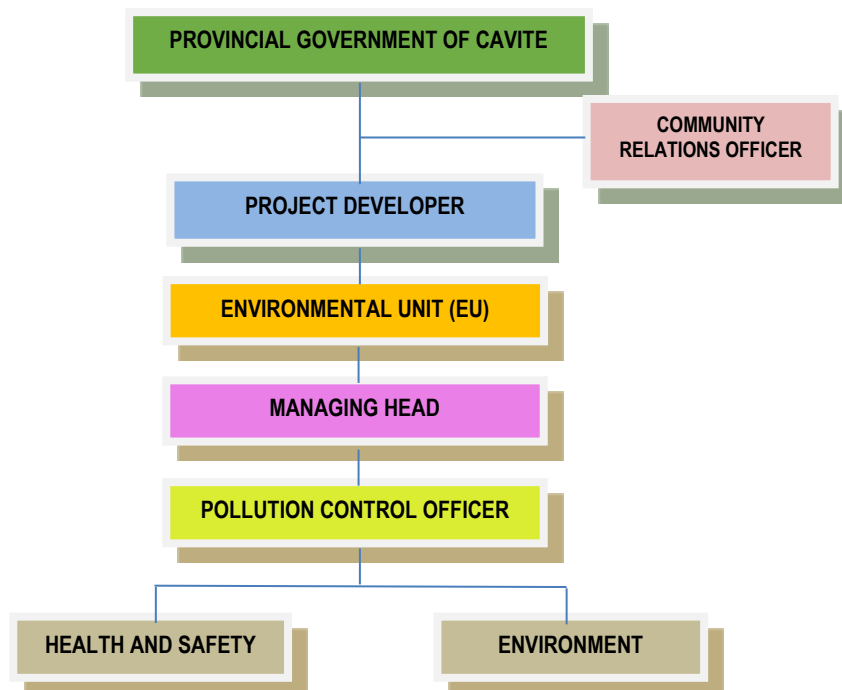 PROVINCIAL GOVERNMENT OF CAVITE
COMMUNITY
RELATIONS OFFICER
PROJECT DEVELOPER
ENVIRONMENTAL UNIT (EU)
MANAGING HEAD
POLLUTION CONTROL OFFICER
HEALTH AND SAFETY
ENVIRONMENT